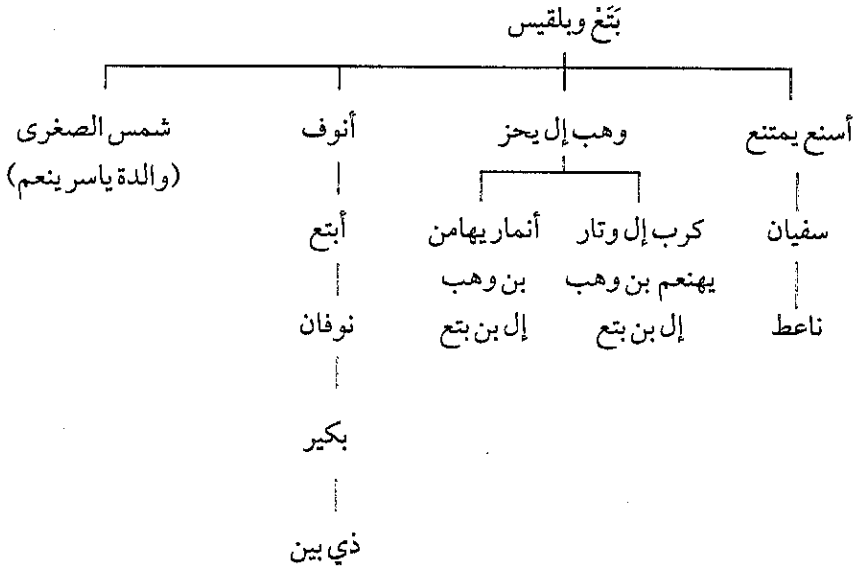 بَتَعْ وبلقيس
أسنع يمتنع
وهب إل يحز
أنوف
شمس الصغرى
(والدة ياسر ينعم)
سفيان
كرب إل وتار
أنمار يهامن
أبتع
يهنعم بن وهب
بن وهب
ناعط
إل بن بتع
إل بن بتع
نوفان
بكير
ذي بين